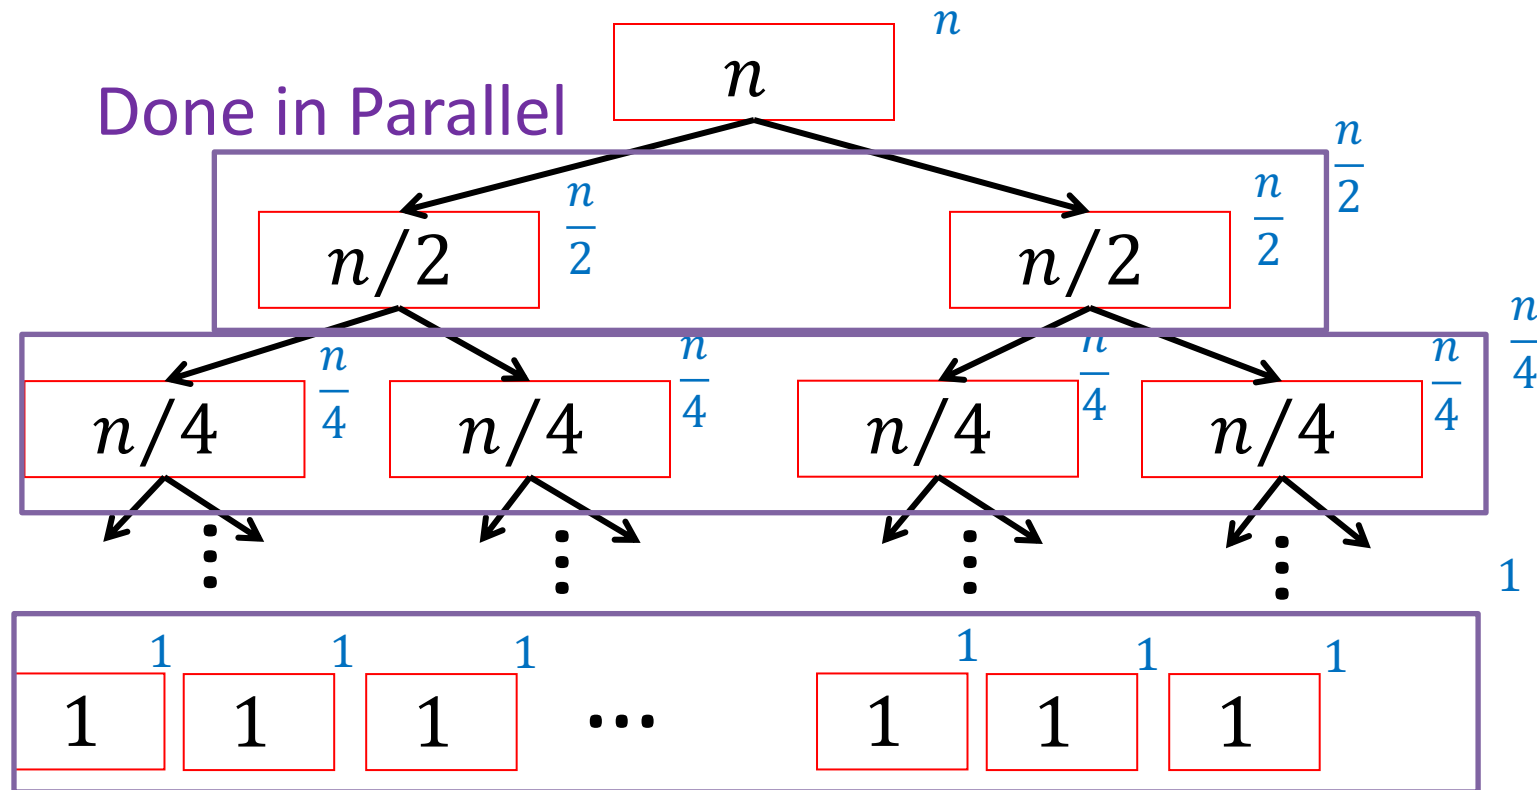 n
n
Done in Parallel
n/2
n/2 n/2 n/2 n/2
n/4
n/4 n/4 n/4 n/4 n/4 n/4 n/4 n/4
1
1 1 1 1 1 1
1 1 1 ... 1 1 1